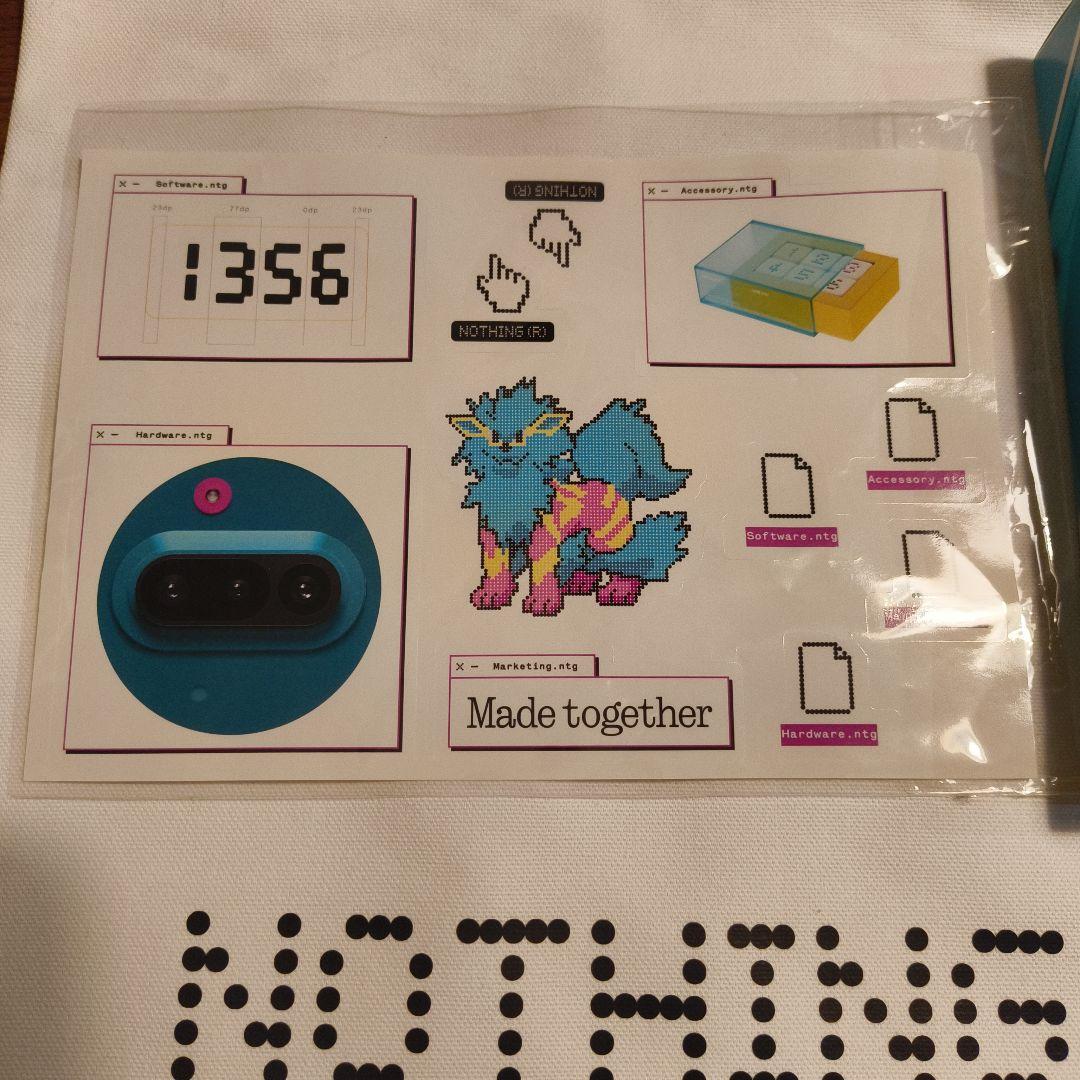 Software.ntg
23dp 77dp 0dp 23dp
1356
NOTHING (R)
NOTHING (R)
Accessory.ntg
Hardware.ntg
Accessory.ntg
Software.ntg
Hardware.ntg
Marketing.ntg
Made together
NOTHING